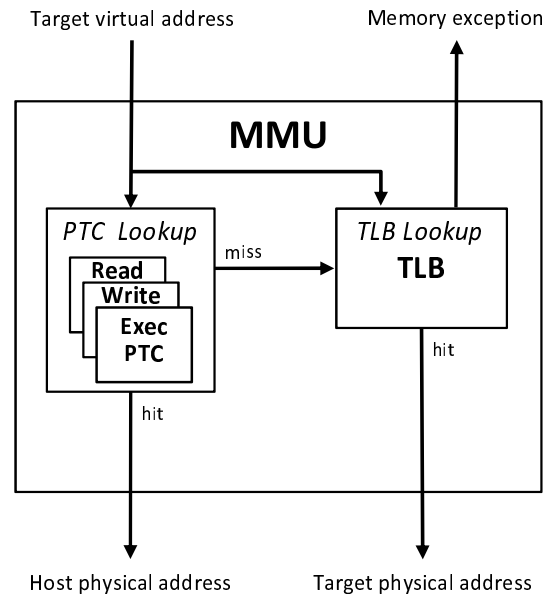 Target virtual address
Memory exception
MMU
PTC Lookup
TLB Lookup
TLB
Read
Write
Exec
PTC
miss
hit
hit
Host physical address
Target physical address